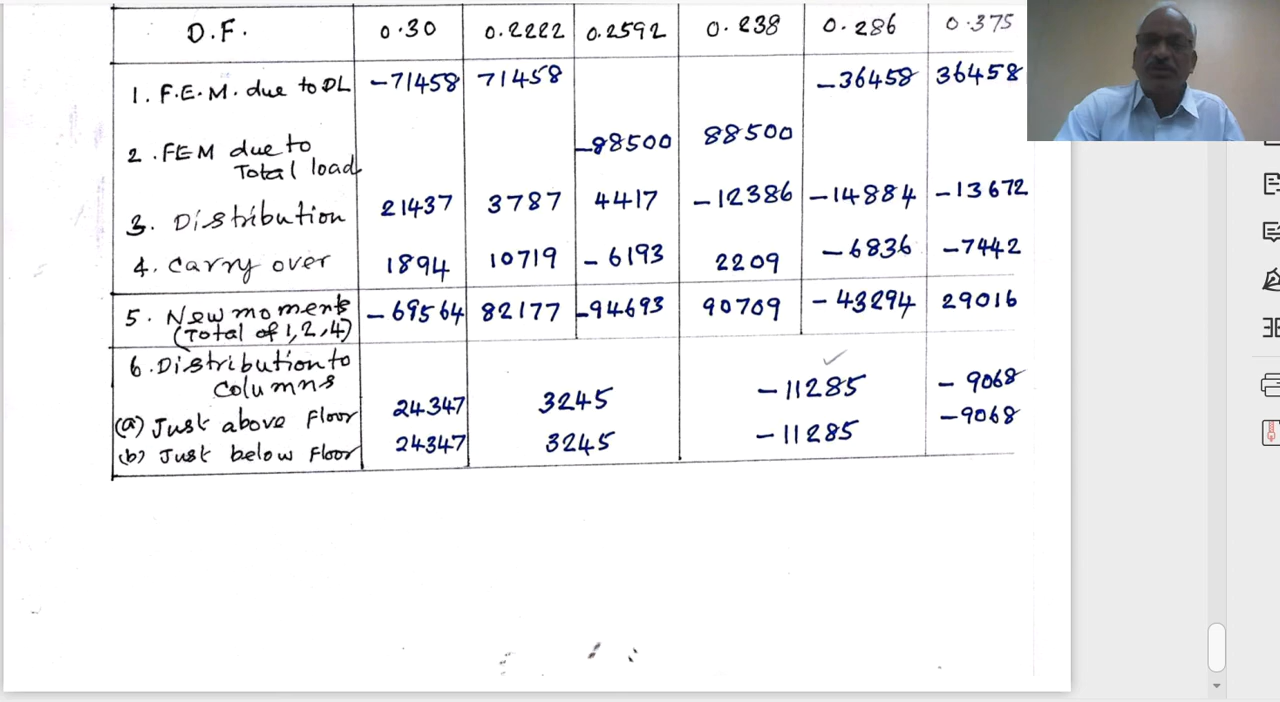 D.F. 0.30 0.2222 0.2592 0.238 0.286 0.375
1. F.E.M. due to DL -71458 71458 -36458 36458
2. FEM due to -88500 88500
Total load
3. Distribution 21437 3787 4417 -12386 -14884 -13672
4. Carry over 1894 10719 -6193 2209 -6836 -7442
5. New moments -69564 82177 -94693 90709 -43294 29016
(Total of 1,2,4)
6. Distribution to
Columns
(a) Just above Floor 24347 3245 -11285 -9068
(b) Just below Floor 24347 3245 -11285 -9068